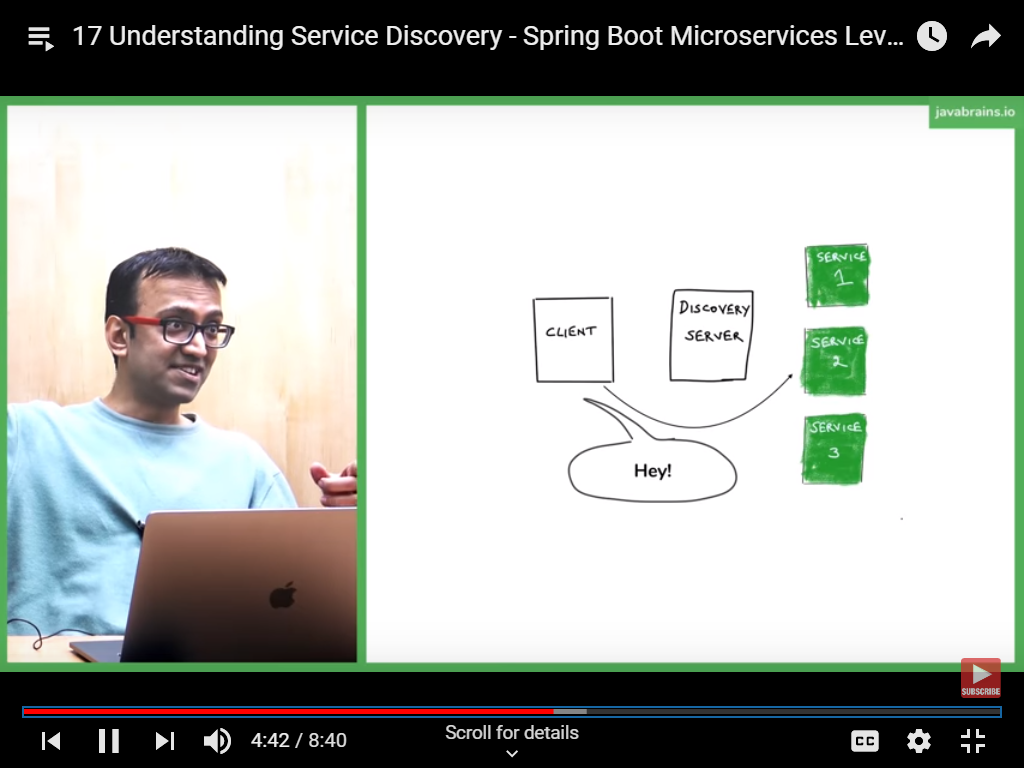 17 Understanding Service Discovery - Spring Boot Microservices Lev...
javabrains.io
SERVICE
1
CLIENT
DISCOVERY
SERVER
SERVICE
2
SERVICE
3
Hey!
SUBSCRIBE
4:42 / 8:40
Scroll for details
CC